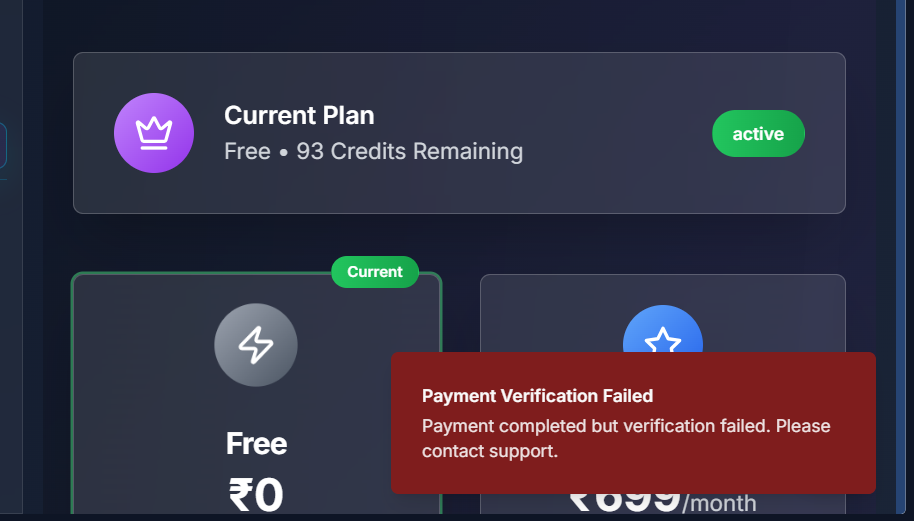 Current Plan
Free • 93 Credits Remaining
active
Current
Free
₹0
Payment Verification Failed
Payment completed but verification failed. Please
contact support.
₹699/month